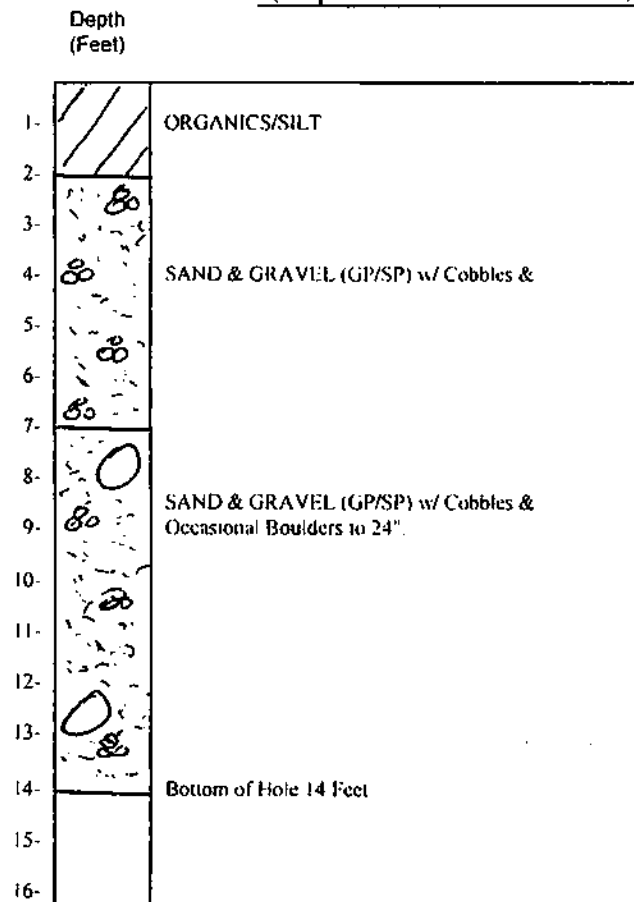 Depth
(Feet)
1-
ORGANICS/SILT
2-
3-
4-
SAND & GRAVEL (GP/SP) w/ Cobbles &
5-
6-
7-
8-
SAND & GRAVEL (GP/SP) w/ Cobbles &
9-
Occasional Boulders to 24".
10-
11-
12-
13-
14-
Bottom of Hole 14 Feet
15-
16-